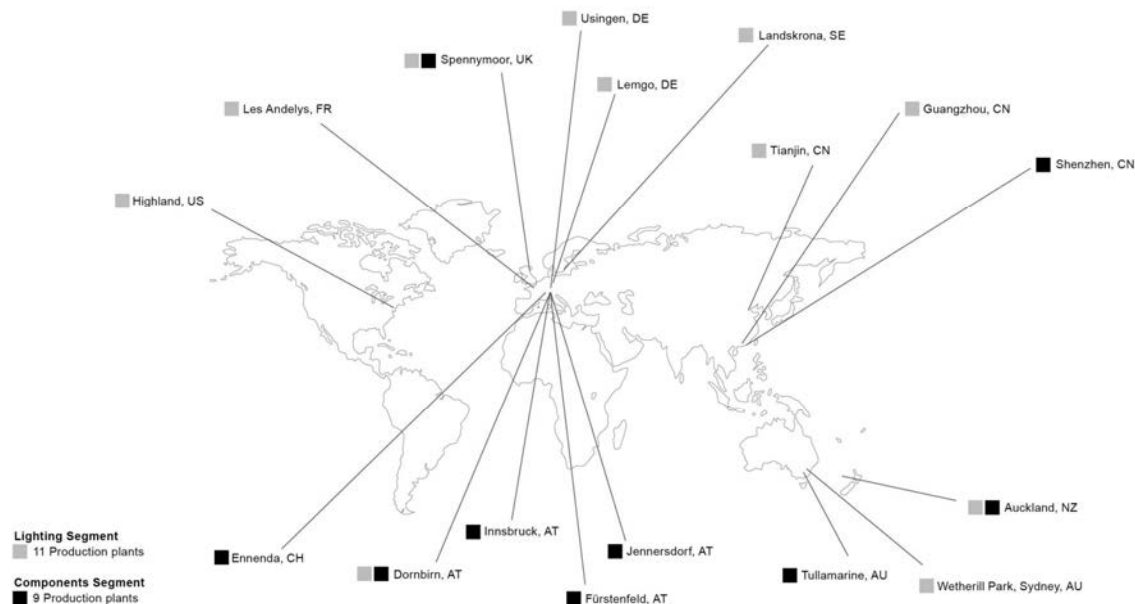 Usingen, DE
Landskrona, SE
Spennymoor, UK
Lemgo, DE
Les Andelys, FR
Guangzhou, CN
Tianjin, CN
Shenzhen, CN
Highland, US
Auckland, NZ
Innsbruck, AT
Lighting Segment
11 Production plants
Ennenda, CH
Jennersdorf, AT
Dornbirn, AT
Tullamarine, AU
Wetherill Park, Sydney, AU
Components Segment
9 Production plants
Fürstenfeld, AT